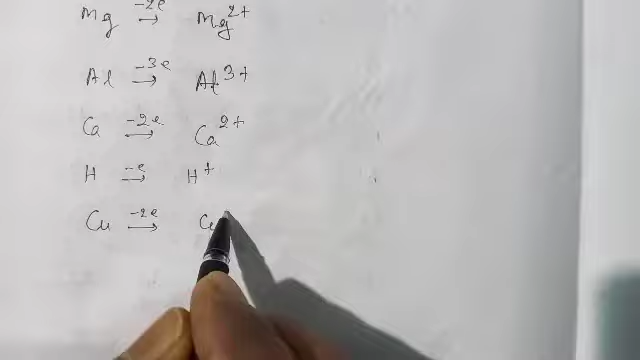 Mg -2e → Mg2+
Al -3e → Al3+
Ca -2e → Ca2+
H -e → H+
Cu -2e → C